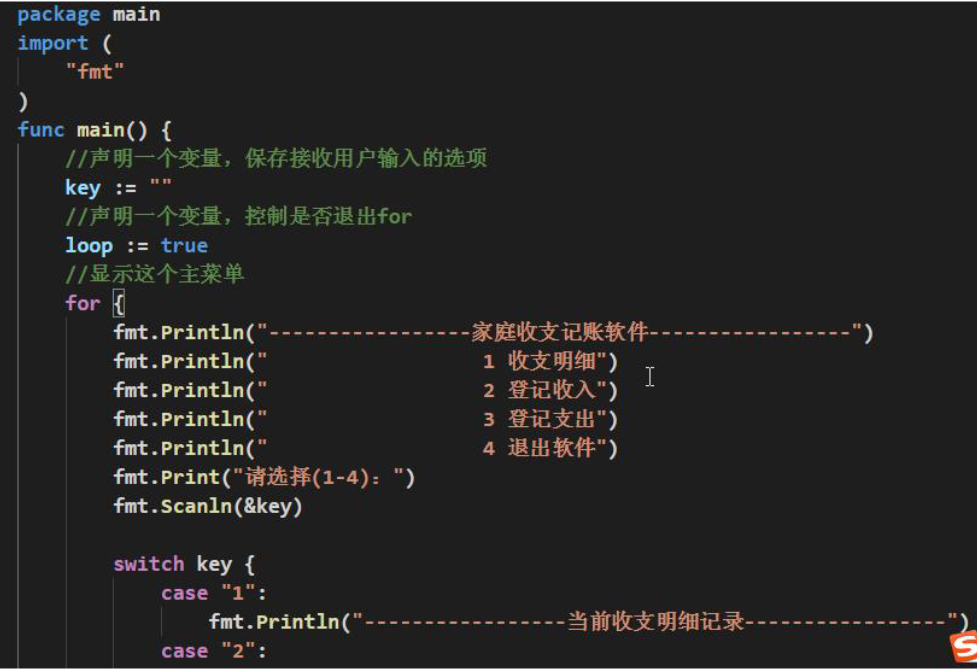 package main
import (
    "fmt"
)
func main() {
    //声明一个变量，保存接收用户输入的选项
    key := ""
    //声明一个变量，控制是否退出for
    loop := true
    //显示这个主菜单
    for {
        fmt.Println("-----------------家庭收支记账软件-----------------")
        fmt.Println("                  1 收支明细")
        fmt.Println("                  2 登记收入")
        fmt.Println("                  3 登记支出")
        fmt.Println("                  4 退出软件")
        fmt.Print("请选择(1-4)：")
        fmt.Scanln(&key)
        switch key {
            case "1":
                fmt.Println("-----------------当前收支明细记录-----------------")
            case "2":